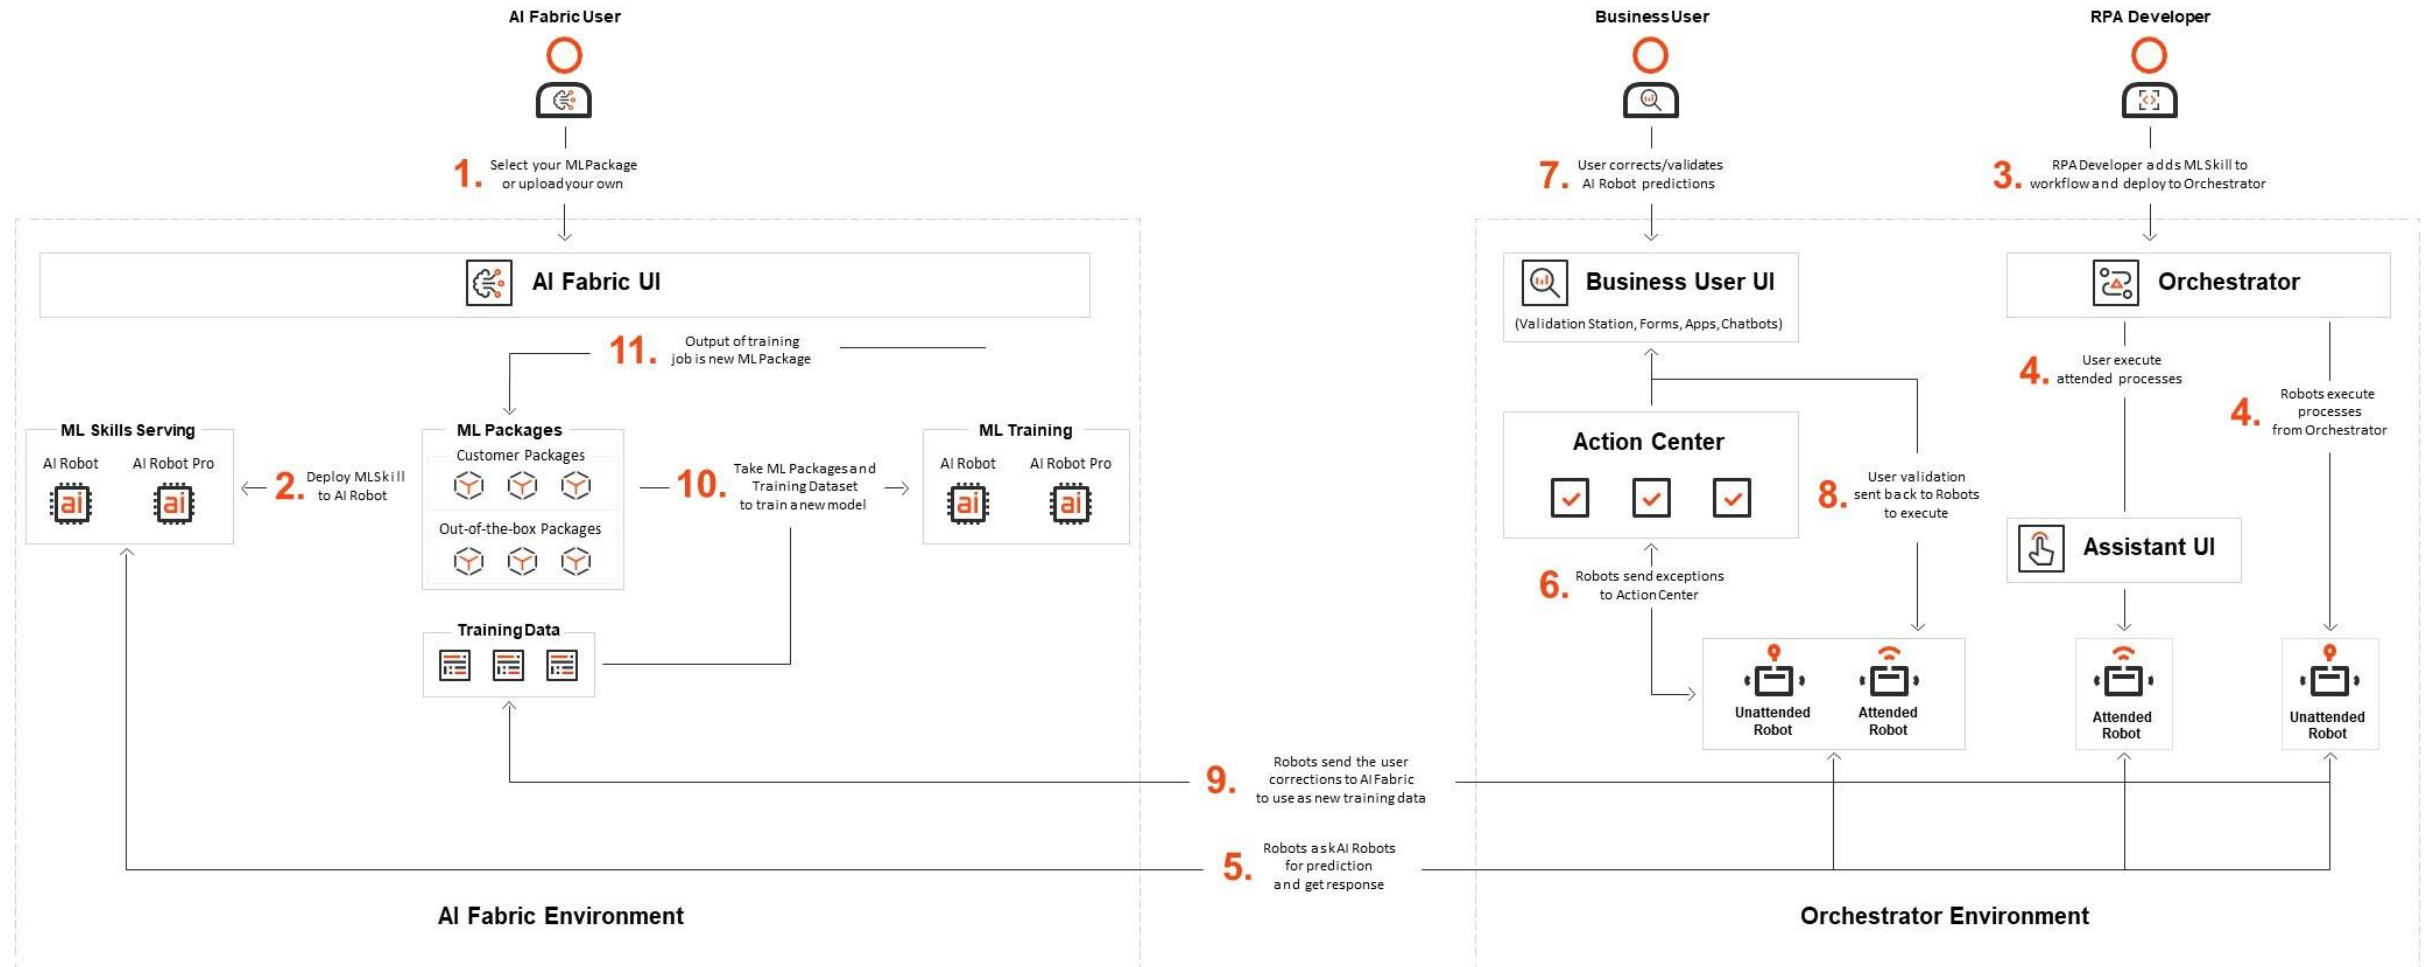 AI Fabric User
Business User
RPA Developer
1.
Select your ML Package
or upload your own
7.
User corrects/validates
AI Robot predictions
3.
RPA Developer adds ML Skill to
workflow and deploy to Orchestrator
AI Fabric UI
Business User UI
(Validation Station, Forms, Apps, Chatbots)
Orchestrator
11.
Output of training
job is new ML Package
4.
User execute
attended processes
4.
Robots execute
processes
from Orchestrator
ML Skills Serving
AI Robot
AI Robot Pro
ai
ai
2.
Deploy ML Skill
to AI Robot
ML Packages
Customer Packages
Out-of-the-box Packages
10.
Take ML Packages and
Training Dataset
to train a new model
ML Training
AI Robot
AI Robot Pro
ai
ai
Action Center
8.
User validation
sent back to Robots
to execute
Assistant UI
6.
Robots send exceptions
to Action Center
Training Data
Unattended
Robot
Attended
Robot
Attended
Robot
Unattended
Robot
9.
Robots send the user
corrections to AI Fabric
to use as new training data
5.
Robots ask AI Robots
for prediction
and get response
AI Fabric Environment
Orchestrator Environment